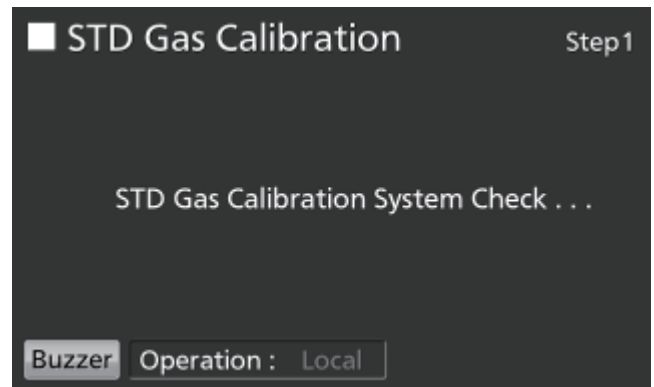 STD Gas Calibration
Step1
STD Gas Calibration System Check . . .
Buzzer Operation : Local